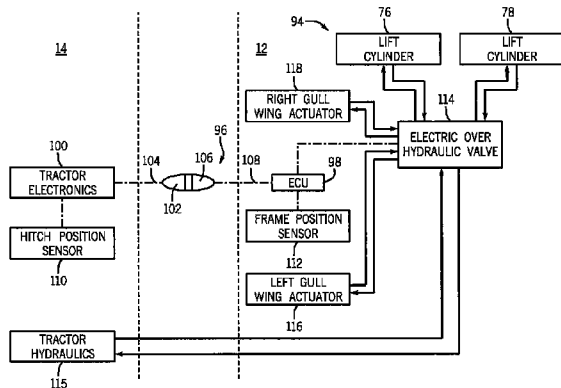 14
12
94
76
78
LIFT
CYLINDER
LIFT
CYLINDER
118
114
RIGHT GULL
WING ACTUATOR
ELECTRIC OVER
HYDRAULIC VALVE
96
100
104
106
108
TRACTOR
ELECTRONICS
102
ECU
98
HITCH POSITION
SENSOR
110
FRAME POSITION
SENSOR
112
LEFT GULL
WING ACTUATOR
116
TRACTOR
HYDRAULICS
115